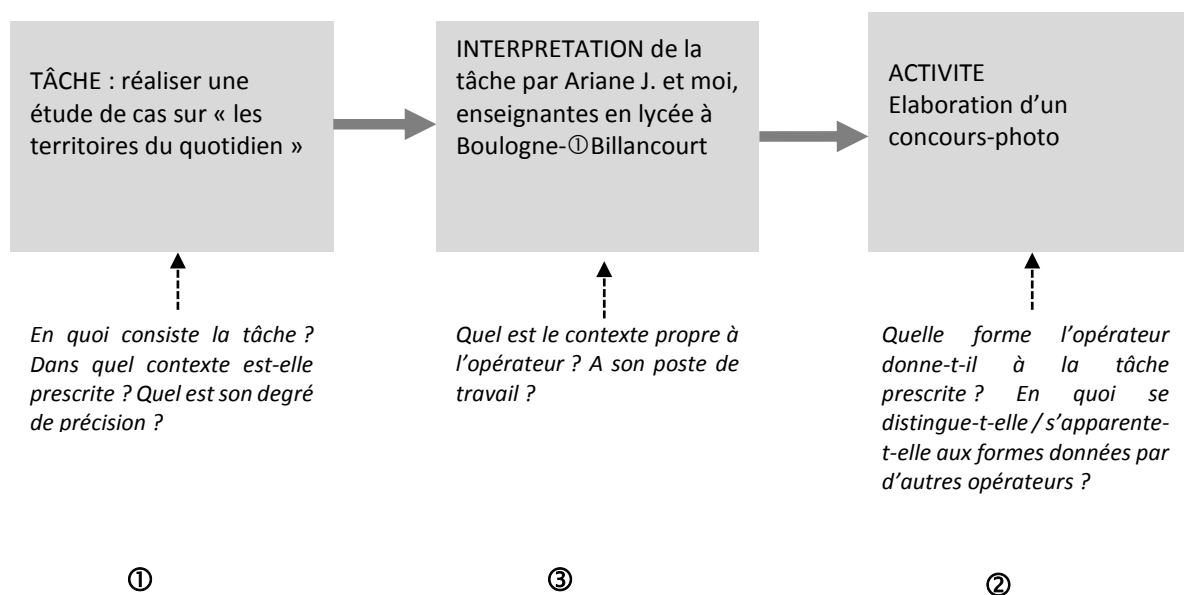 TÂCHE : réaliser une
étude de cas sur « les
territoires du quotidien »
INTERPRETATION de la
tâche par Ariane J. et moi,
enseignantes en lycée à
Boulogne-①Billancourt
ACTIVITE
Elaboration d’un
concours-photo
En quoi consiste la tâche ?
Dans quel contexte est-elle
prescrite ? Quel est son degré
de précision ?
Quel est le contexte propre à
l’opérateur ? A son poste de
travail ?
Quelle forme l’opérateur
donne-t-il à la tâche
prescrite ? En quoi se
distingue-t-elle / s’apparente-
t-elle aux formes données par
d’autres opérateurs ?
① ③ ②